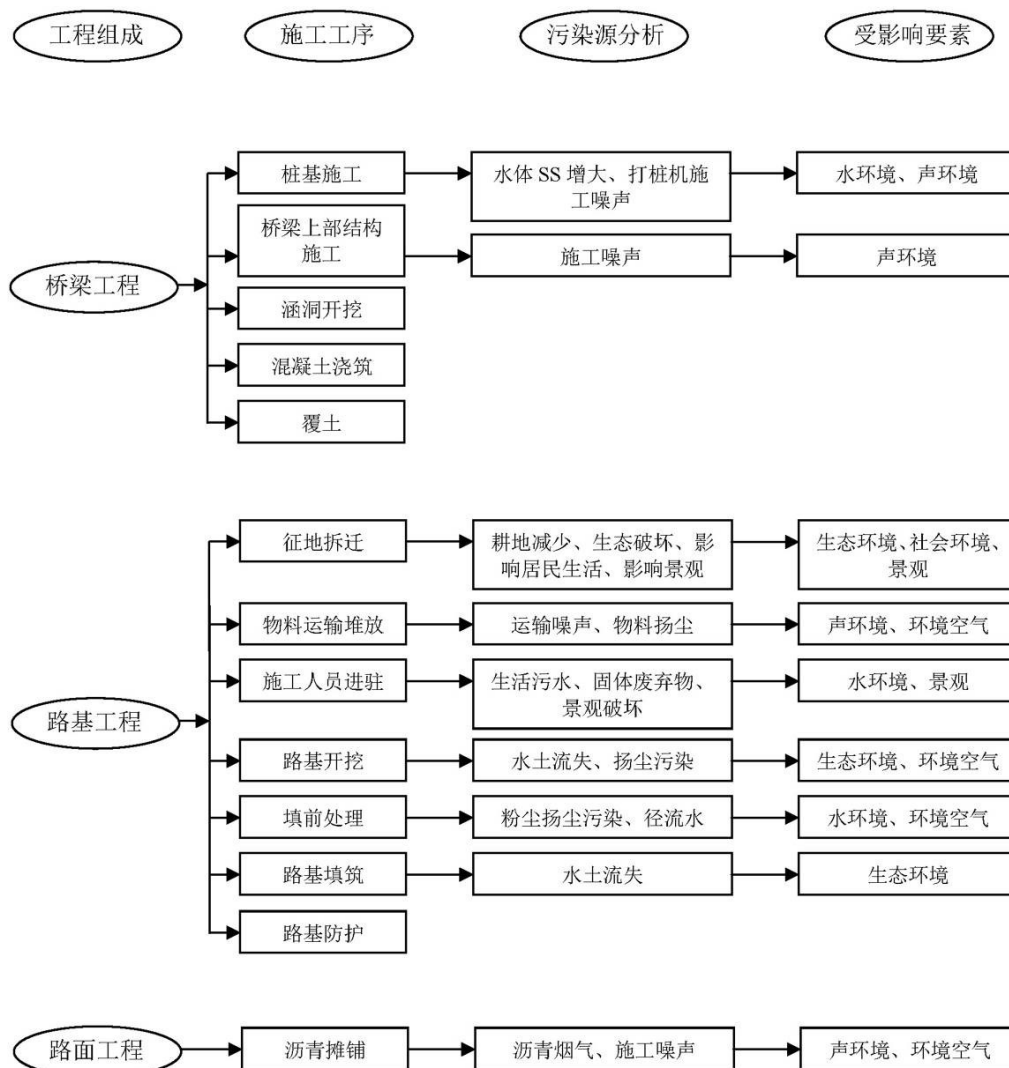 工程组成
施工工序
污染源分析
受影响要素
桥梁工程
桩基施工
水体 SS 增大、打桩机施
工噪声
水环境、声环境
桥梁上部结构
施工
施工噪声
声环境
涵洞开挖
混凝土浇筑
覆土
路基工程
征地拆迁
耕地减少、生态破坏、影
响居民生活、影响景观
生态环境、社会环境、
景观
物料运输堆放
运输噪声、物料扬尘
声环境、环境空气
施工人员进驻
生活污水、固体废弃物、
景观破坏
水环境、景观
路基开挖
水土流失、扬尘污染
生态环境、环境空气
填前处理
粉尘扬尘污染、径流水
水环境、环境空气
路基填筑
水土流失
生态环境
路基防护
路面工程
沥青摊铺
沥青烟气、施工噪声
声环境、环境空气